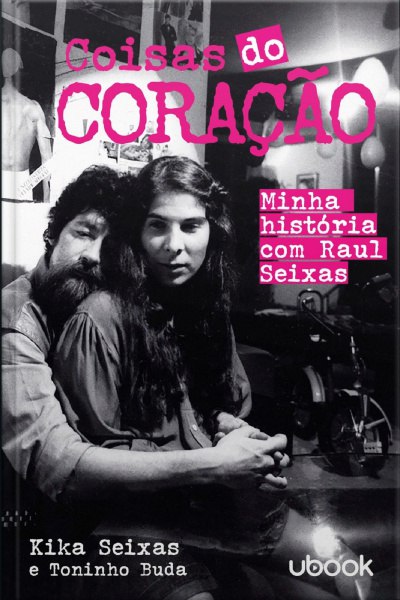 Coisas do
CORAÇÃO
Minha
história
com Raul
Seixas
Kika Seixas
e Toninho Buda
ubook